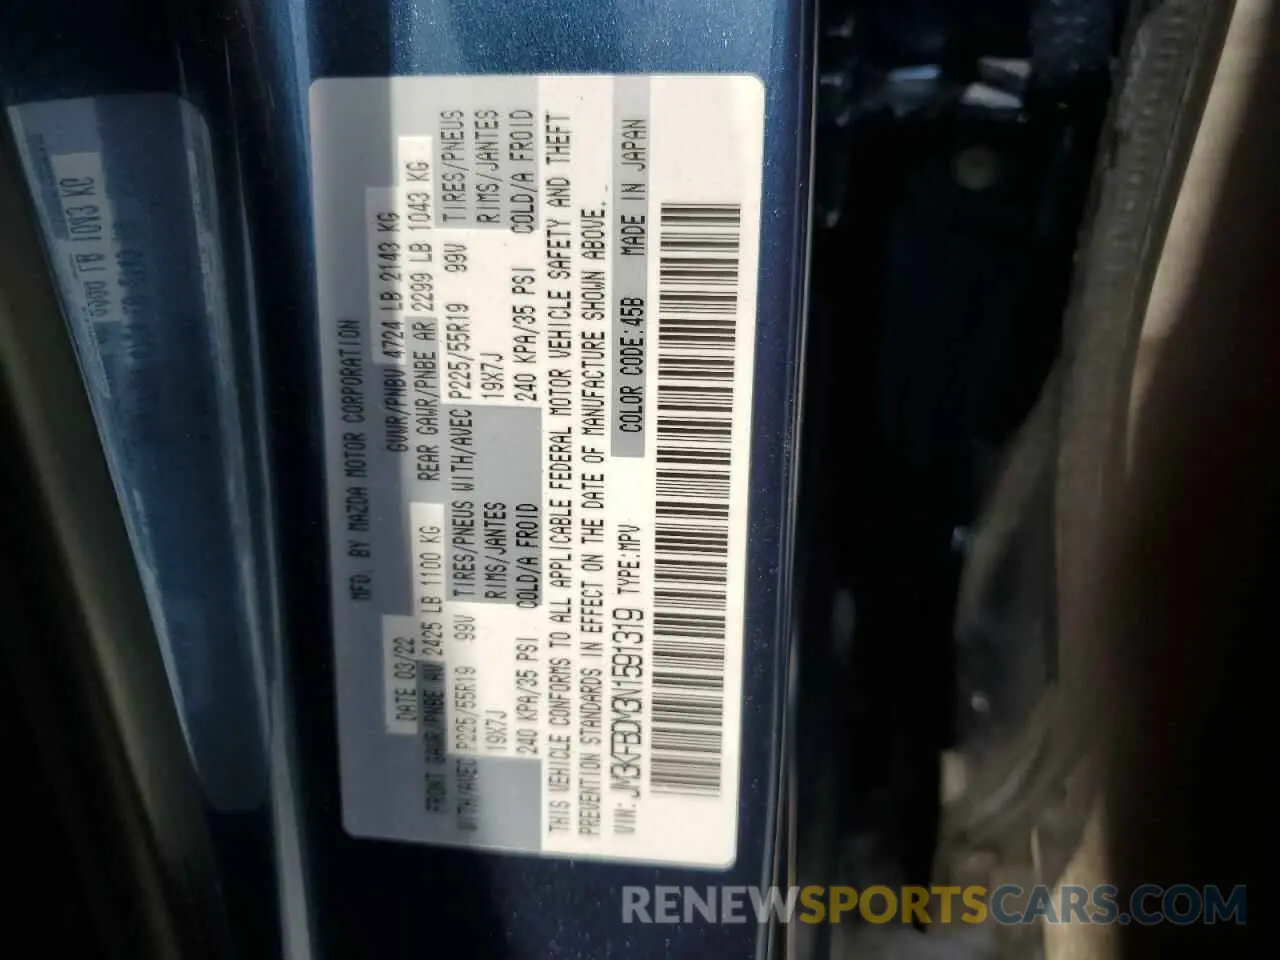 MFD. BY MAZDA MOTOR CORPORATION
DATE 03/22 GVWR/PNBV 4724 LB 2143 KG
FRONT GAWR/PNBE AV 2425 LB 1100 KG REAR GAWR/PNBE AR 2299 LB 1043 KG
WITH/AVEC P225/55R19 99V TIRES/PNEUS WITH/AVEC P225/55R19 99V TIRES/PNEUS
19X7J RIMS/JANTES 19X7J RIMS/JANTES
240 KPA/35 PSI COLD/A FROID 240 KPA/35 PSI COLD/A FROID
THIS VEHICLE CONFORMS TO ALL APPLICABLE FEDERAL MOTOR VEHICLE SAFETY AND THEFT
PREVENTION STANDARDS IN EFFECT ON THE DATE OF MANUFACTURE SHOWN ABOVE.
VIN: JM3KFBDM3N1591319 TYPE:MPV COLOR CODE:45B MADE IN JAPAN
RENEWSPORTSCARS.COM